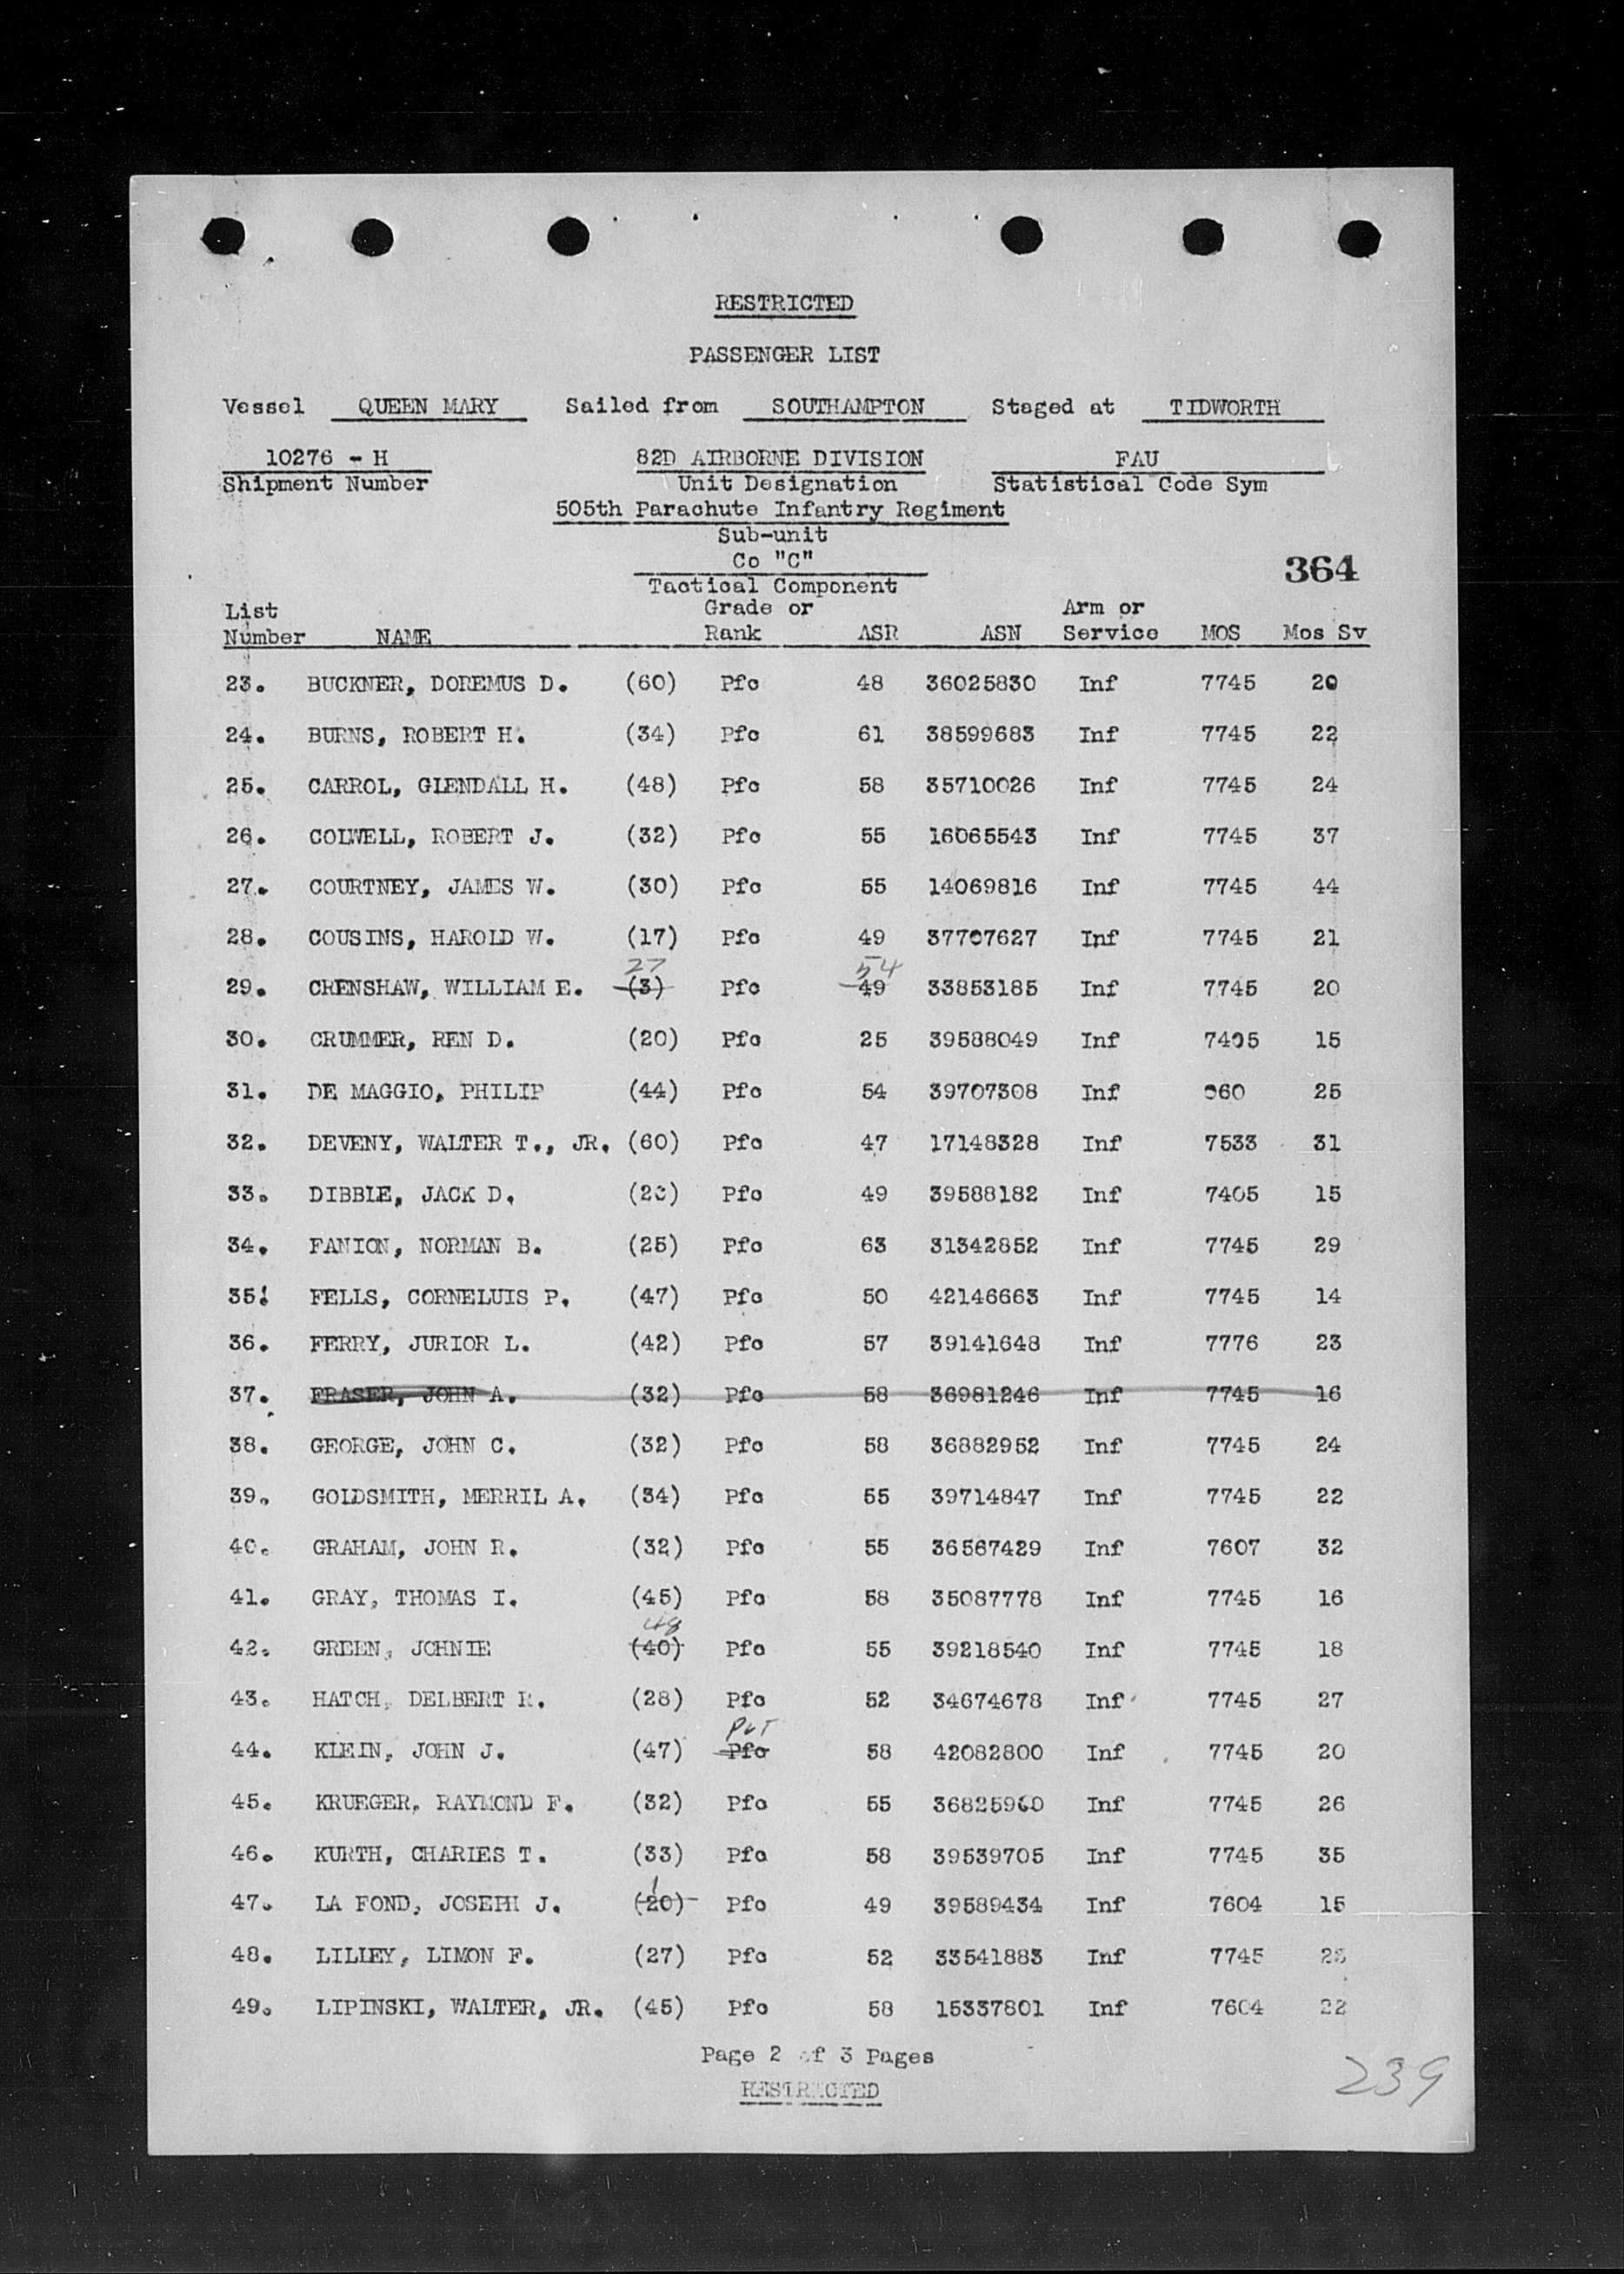 RESTRICTED
PASSENGER LIST
Vessel QUEEN MARY Sailed from SOUTHAMPTON Staged at TIDWORTH
10276 - H 82D AIRBORNE DIVISION FAU
Shipment Number Unit Designation Statistical Code Sym
505th Parachute Infantry Regiment
Sub-unit
Co "C"
364
Tactical Component
List Grade or Arm or
Number NAME Rank ASR ASN Service MOS Mos Sv
23. BUCKNER, DOREMUS D. (60) Pfc 48 36025830 Inf 7745 20
24. BURNS, ROBERT H. (34) Pfc 61 38599683 Inf 7745 22
25. CARROL, GLENDALL H. (48) Pfc 58 35710026 Inf 7745 24
26. COLWELL, ROBERT J. (32) Pfc 55 16065543 Inf 7745 37
27. COURTNEY, JAMES W. (30) Pfc 55 14069816 Inf 7745 44
28. COUSINS, HAROLD W. (17) Pfc 49 37707627 Inf 7745 21
27 54
29. CRENSHAW, WILLIAM E. (3) Pfc 49 33853185 Inf 7745 20
30. CRUMMER, REN D. (20) Pfc 25 39588049 Inf 7405 15
31. DE MAGGIO, PHILIP (44) Pfc 54 39707308 Inf 060 25
32. DEVENY, WALTER T., JR. (60) Pfc 47 17148328 Inf 7533 31
33. DIBBLE, JACK D. Pfc 49 39588182 Inf 7405 15
34. FANION, NORMAN B. (25) Pfc 63 31342852 Inf 7745 29
35. FELLS, CORNELUIS P. (47) Pfc 50 42146663 Inf 7745 14
36. FERRY, JURIOR L. (42) Pfc 57 39141648 Inf 7776 23
37. FRASER, JOHN A. (32) Pfc 58 36981246 Inf 7745 16
38. GEORGE, JOHN C. (32) Pfc 58 36882952 Inf 7745 24
39. GOLDSMITH, MERRIL A. (34) Pfc 55 39714847 Inf 7745 22
40. GRAHAM, JOHN R. (32) Pfc 55 36567429 Inf 7607 32
41. GRAY, THOMAS I. (45) Pfc 58 35087778 Inf 7745 16
48
42. GREEN, JOHNIE (40) Pfc 55 39218540 Inf 7745 18
43. HATCH, DELBERT R. (28) Pfc 52 34674678 Inf 7745 27
PVT
44. KLEIN, JOHN J. (47) Pfc 58 42082800 Inf 7745 20
45. KRUEGER, RAYMOND F. (32) Pfc 55 36825960 Inf 7745 26
46. KURTH, CHARLES T. (33) Pfc 58 39539705 Inf 7745 35
1
47. LA FOND, JOSEPH J. (20) Pfc 49 39589434 Inf 7604 15
48. LILLEY, LIMON F. (27) Pfc 52 33541883 Inf 7745
49. LIPINSKI, WALTER, JR. (45) Pfc 58 15337801 Inf 7604 22
Page 2 of 3 Pages
RESTRICTED
239